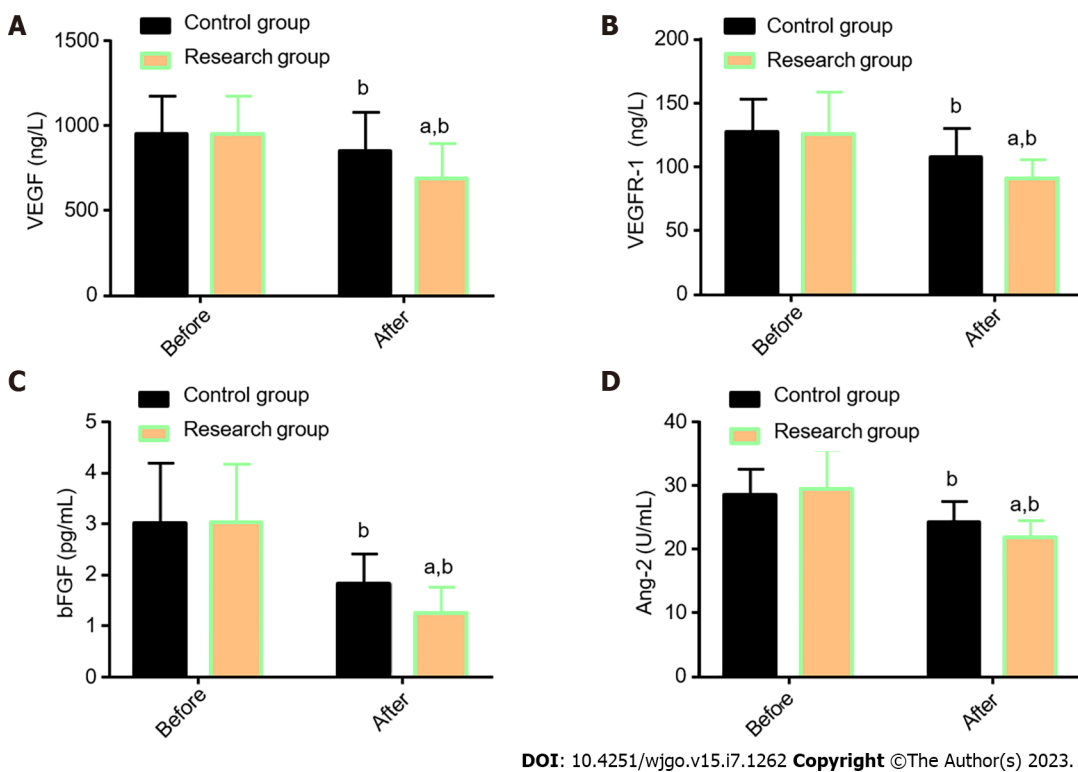 A
Control group
Research group
1500
1000
500
0
VEGF (ng/L)
b
a,b
Before
After
B
Control group
Research group
200
150
100
50
0
VEGFR-1 (ng/L)
b
a,b
Before
After
C
Control group
Research group
5
4
3
2
1
0
bFGF (pg/mL)
b
a,b
Before
After
D
Control group
Research group
40
30
20
10
0
Ang-2 (U/mL)
b
a,b
Before
After
DOI: 10.4251/wjgo.v15.i7.1262 Copyright ©The Author(s) 2023.